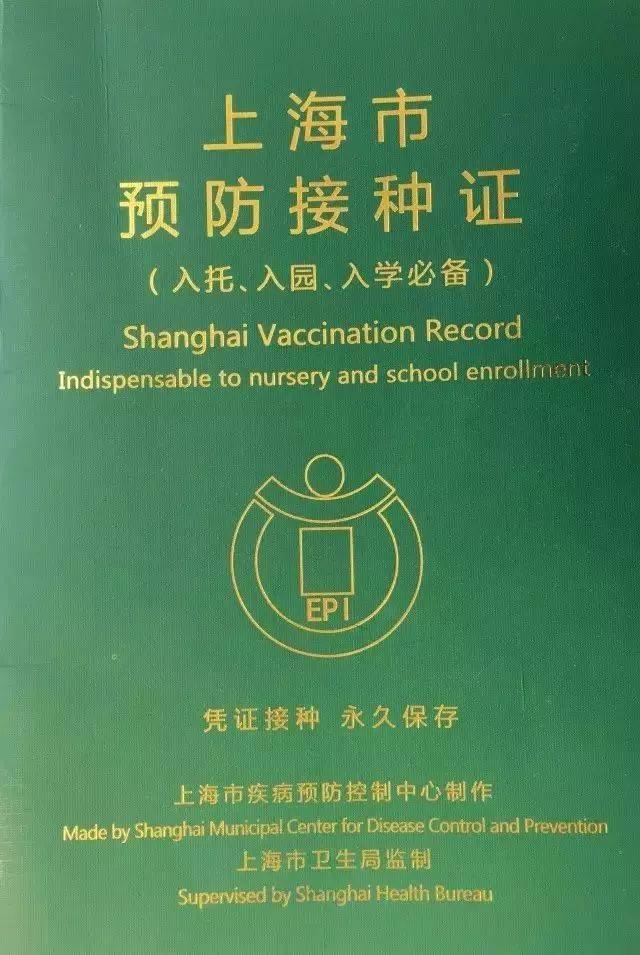 上海市
预防接种证
（入托、入园、入学必备）
Shanghai Vaccination Record
Indispensable to nursery and school enrollment
EPI
凭证接种 永久保存
上海市疾病预防控制中心制作
Made by Shanghai Municipal Center for Disease Control and Prevention
上海市卫生局监制
Supervised by Shanghai Health Bureau